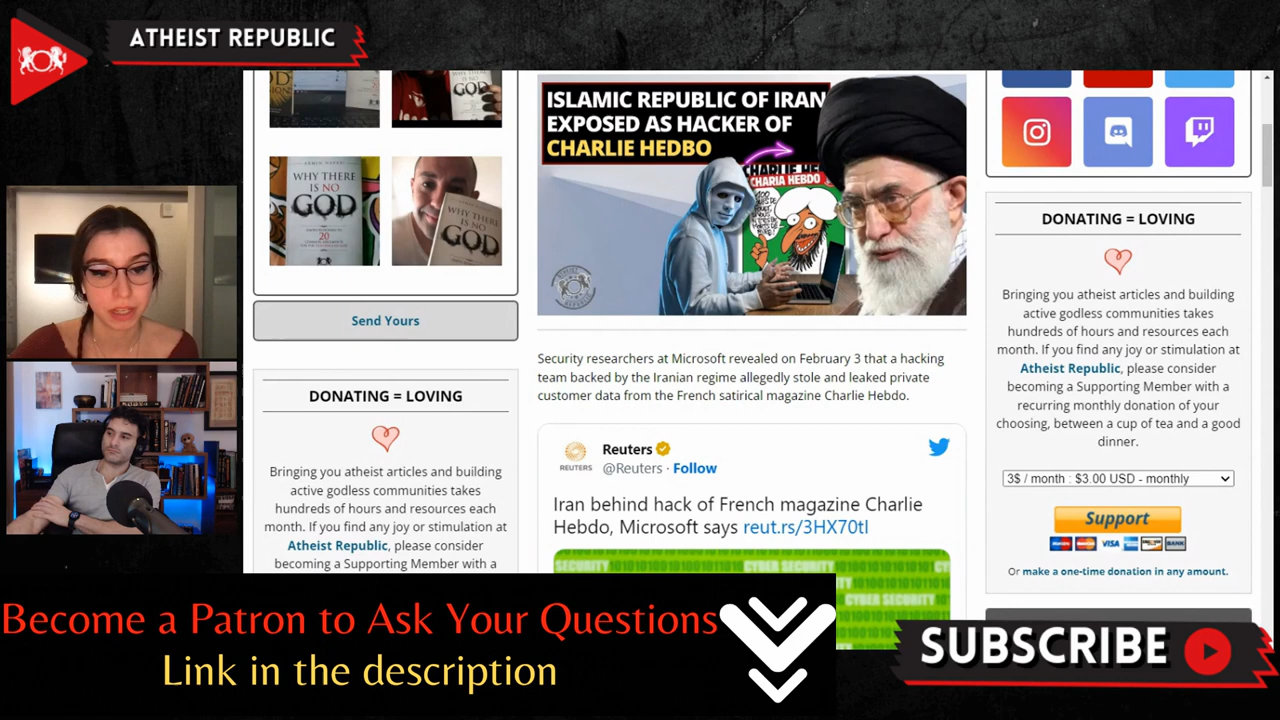 ATHEIST REPUBLIC
WHY THERE
IS NO
GOD
20
WHY THERE
IS NO
GOD
Send Yours
DONATING = LOVING
Bringing you atheist articles and building
active godless communities takes
hundreds of hours and resources each
month. If you find any joy or stimulation at
Atheist Republic, please consider
becoming a Supporting Member with a
ISLAMIC REPUBLIC OF IRAN
EXPOSED AS HACKER OF
CHARLIE HEDBO
CHARLIE HE
CHARIA HEBDO
Security researchers at Microsoft revealed on February 3 that a hacking
team backed by the Iranian regime allegedly stole and leaked private
customer data from the French satirical magazine Charlie Hebdo.
Reuters
REUTERS
@Reuters · Follow
Iran behind hack of French magazine Charlie
Hebdo, Microsoft says reut.rs/3HX70tl
SECURITY
CYBER SECURITY
DONATING = LOVING
Bringing you atheist articles and building
active godless communities takes
hundreds of hours and resources each
month. If you find any joy or stimulation at
Atheist Republic, please consider
becoming a Supporting Member with a
recurring monthly donation of your
choosing, between a cup of tea and a good
dinner.
3$ / month : $3.00 USD - monthly
Support
VISA
BANK
Or make a one-time donation in any amount.
Become a Patron to Ask Your Questions
Link in the description
SUBSCRIBE